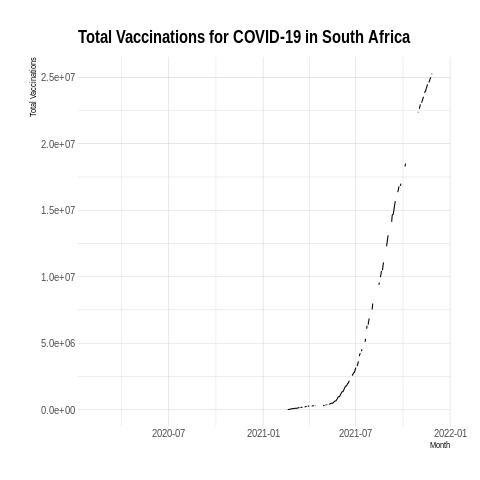 Total Vaccinations for COVID-19 in South Africa
Total Vaccinations
2.5e+07
2.0e+07
1.5e+07
1.0e+07
5.0e+06
0.0e+00
2020-07
2021-01
2021-07
2022-01
Month